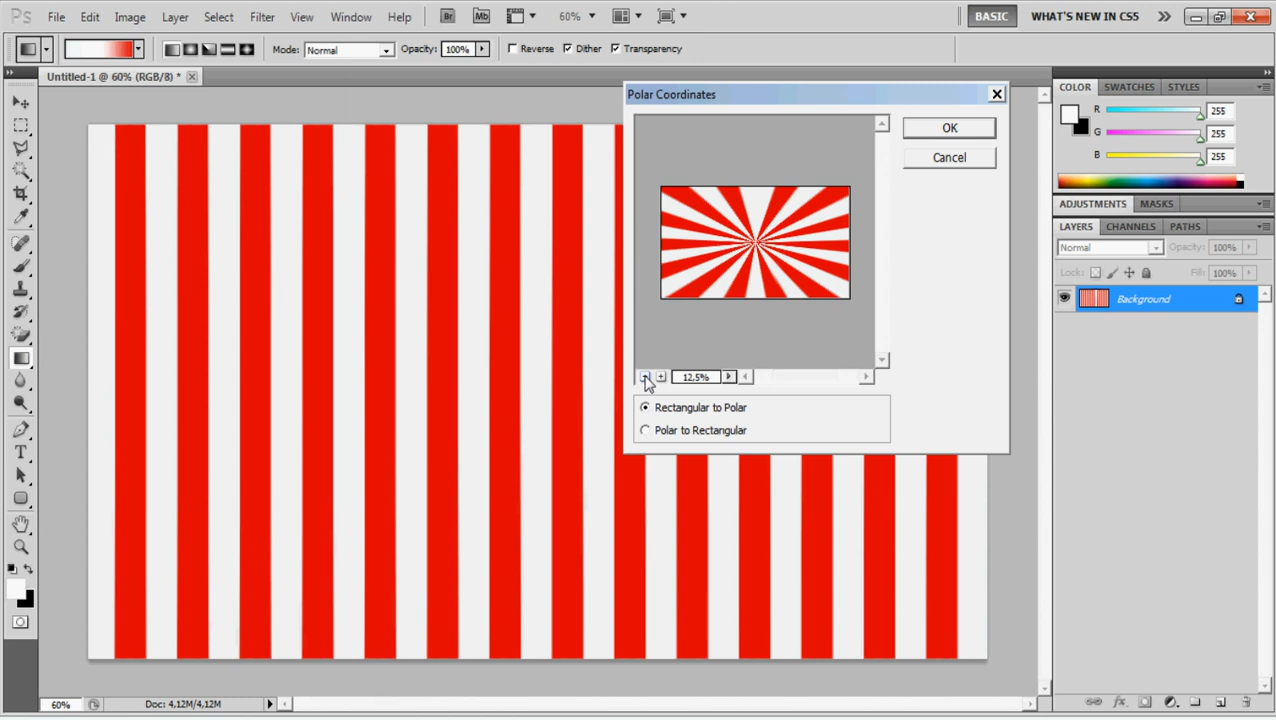 Ps File Edit Image Layer Select Filter View Window Help Br Mb 60% BASIC WHAT'S NEW IN CS5
Mode: Normal Opacity: 100% Reverse Dither Transparency
Untitled-1 @ 60% (RGB/8) *
Polar Coordinates
OK
Cancel
12,5%
Rectangular to Polar
Polar to Rectangular
COLOR SWATCHES STYLES
R 255
G 255
B 255
ADJUSTMENTS MASKS
LAYERS CHANNELS PATHS
Normal Opacity: 100%
Lock: Fill: 100%
Background
T
60% Doc: 4,12M/4,12M
fx